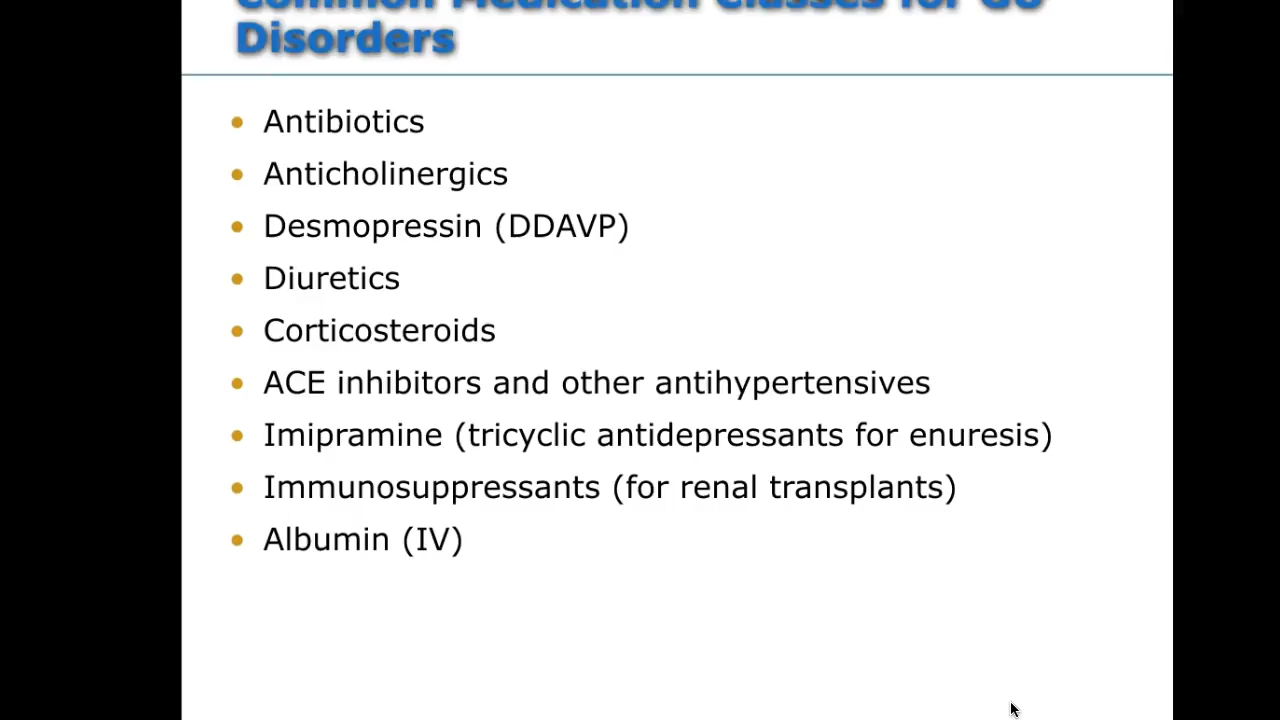 Common Medication Classes for GU
Disorders
Antibiotics
Anticholinergics
Desmopressin (DDAVP)
Diuretics
Corticosteroids
ACE inhibitors and other antihypertensives
Imipramine (tricyclic antidepressants for enuresis)
Immunosuppressants (for renal transplants)
Albumin (IV)